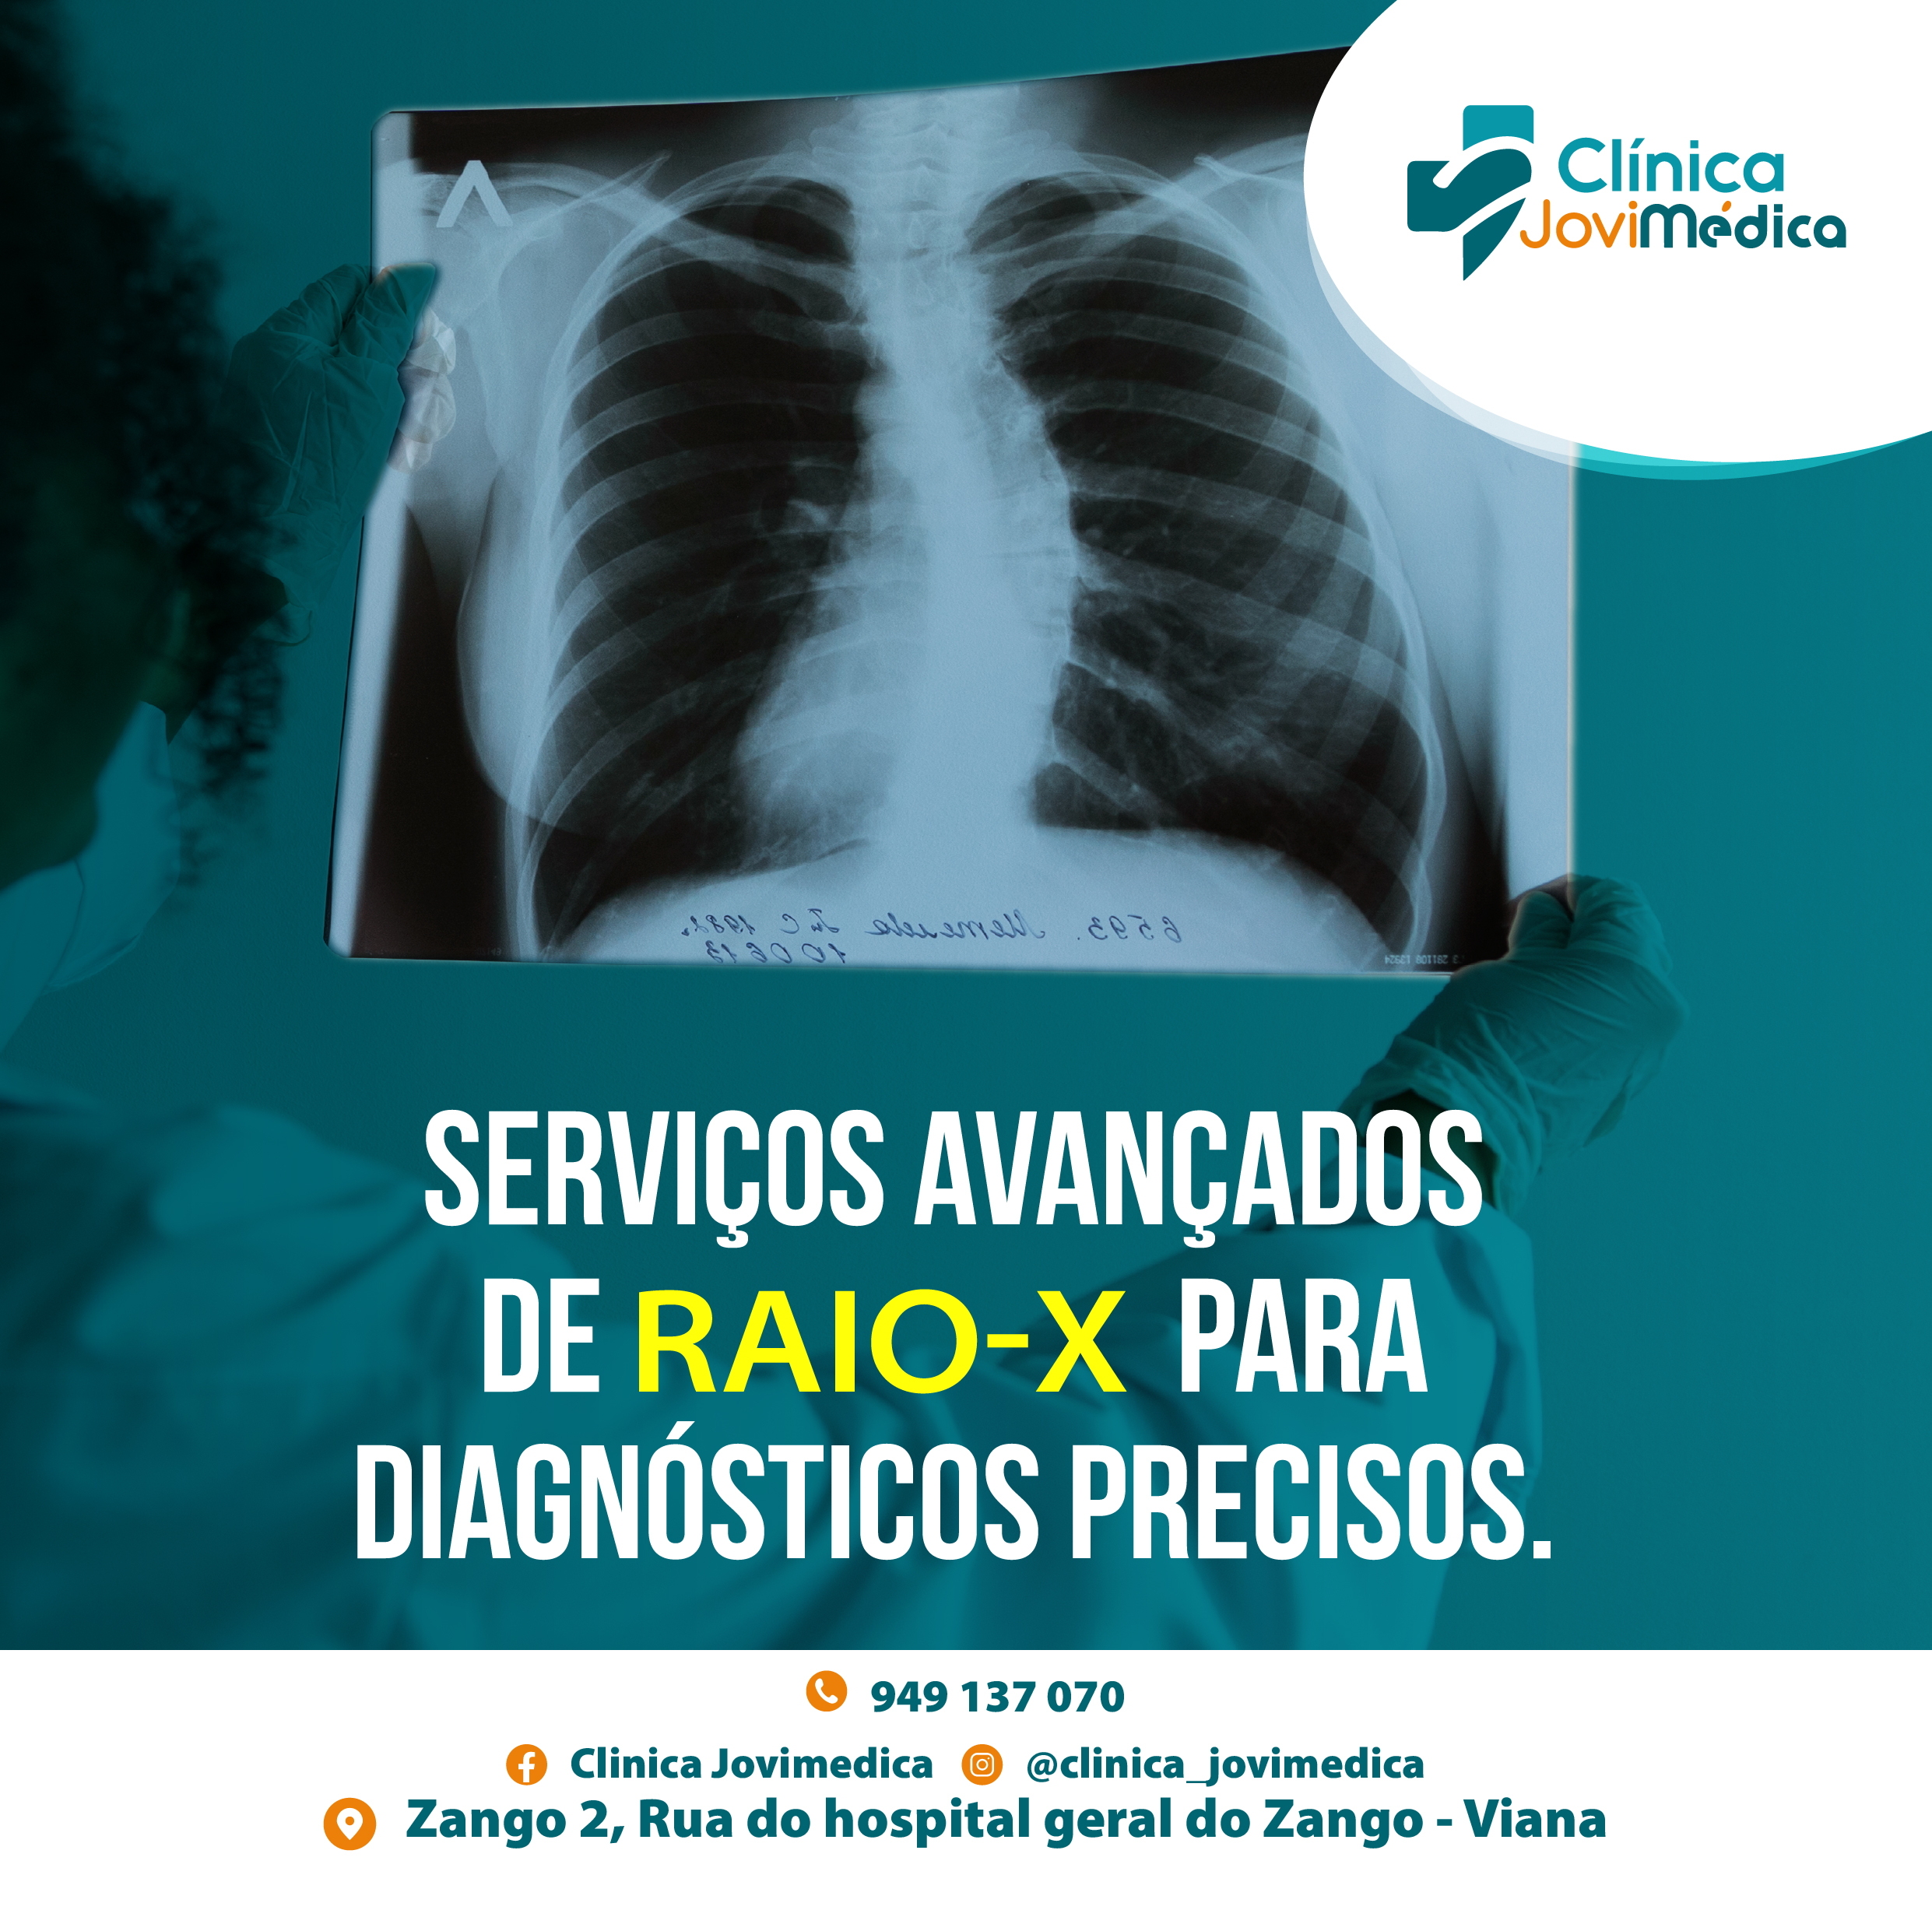 Clínica
JoviMédica
SERVIÇOS AVANÇADOS
DE RAIO-X PARA
DIAGNÓSTICOS PRECISOS.
949 137 070
Clinica Jovimedica @clinica_jovimedica
Zango 2, Rua do hospital geral do Zango - Viana